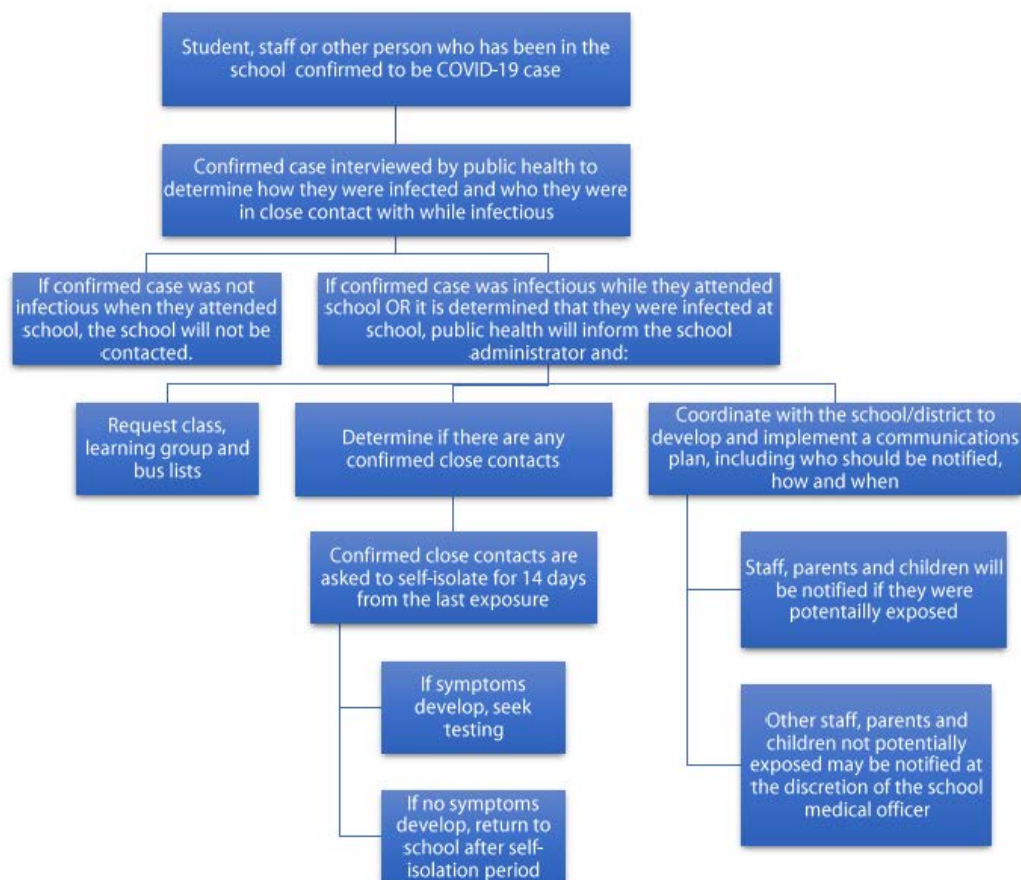 Student, staff or other person who has been in the
school confirmed to be COVID-19 case
Confirmed case interviewed by public health to
determine how they were infected and who they were
in close contact with while infectious
If confirmed case was not
infectious when they attended
school, the school will not be
contacted.
If confirmed case was infectious while they attended
school OR it is determined that they were infected at
school, public health will inform the school
administrator and:
Request class,
learning group and
bus lists
Determine if there are any
confirmed close contacts
Confirmed close contacts are
asked to self-isolate for 14 days
from the last exposure
If symptoms
develop, seek
testing
If no symptoms
develop, return to
school after self-
isolation period
Coordinate with the school/district to
develop and implement a communications
plan, including who should be notified,
how and when
Staff, parents and children will
be notified if they were
potentailly exposed
Other staff, parents and
children not potentially
exposed may be notified at
the discretion of the school
medical officer